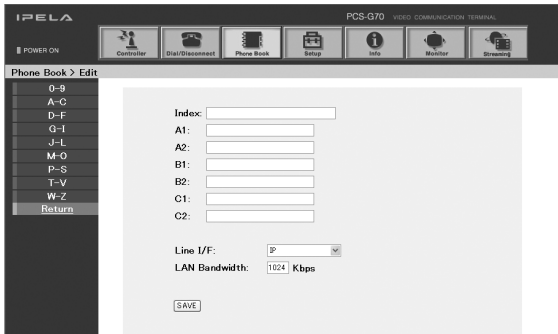 IPELA
PCS-G70 VIDEO COMMUNICATION TERMINAL
POWER ON
Controller
Dial/Disconnect
Phone Book
Setup
Info
Monitor
Streaming
Phone Book > Edit
0-9
A-C
D-F
G-I
J-L
M-O
P-S
T-V
W-Z
Return
Index:
A1:
A2:
B1:
B2:
C1:
C2:
Line I/F: IP
LAN Bandwidth: 1024 Kbps
SAVE